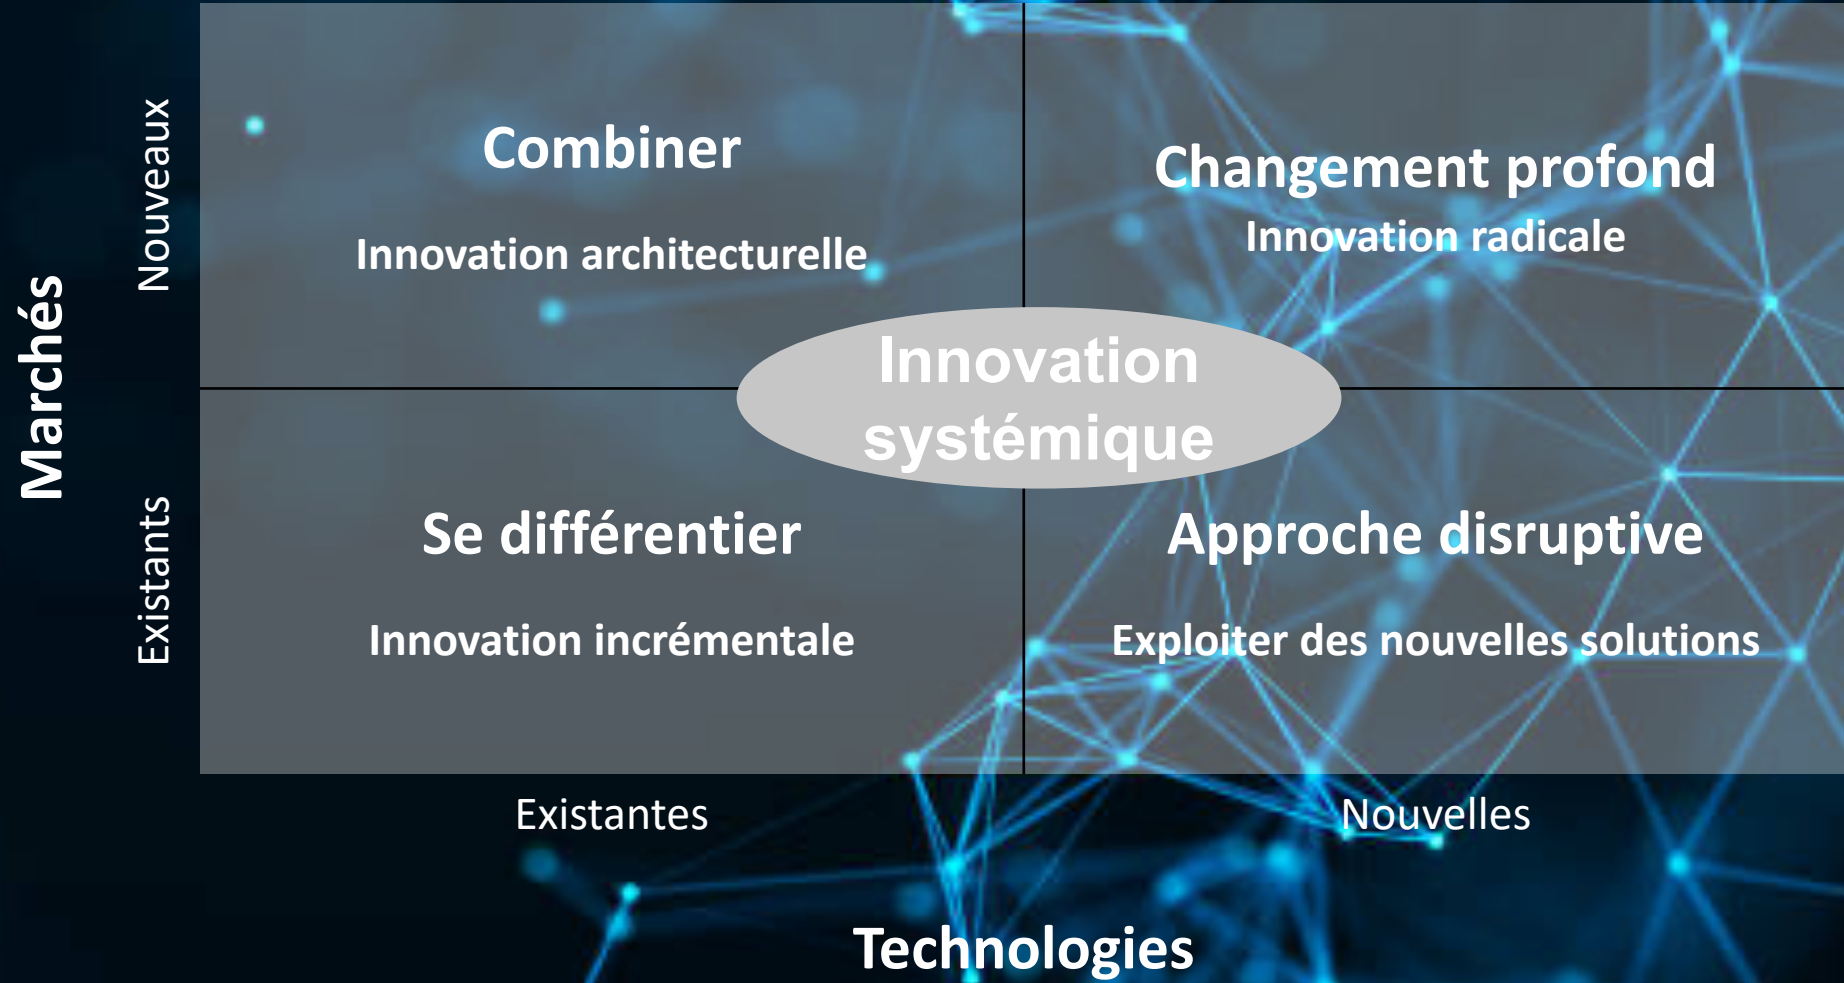 Marchés
Nouveaux
Combiner
Innovation architecturelle
Changement profond
Innovation radicale
Innovation
systémique
Existants
Se différentier
Innovation incrémentale
Approche disruptive
Exploiter des nouvelles solutions
Existantes
Nouvelles
Technologies